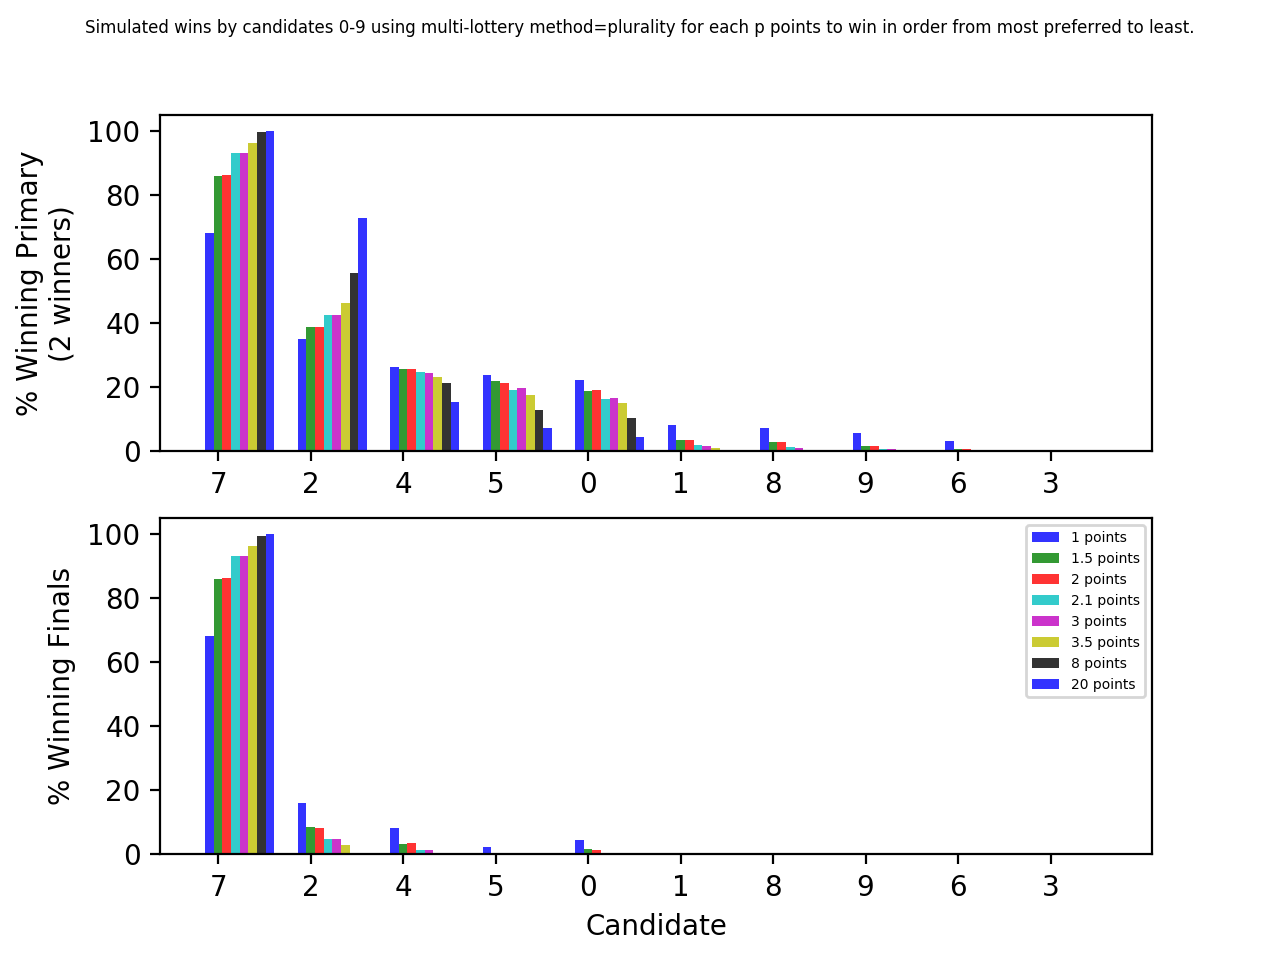 Simulated wins by candidates 0-9 using multi-lottery method=plurality for each p points to win in order from most preferred to least.
% Winning Primary
(2 winners)
100
80
60
40
20
0
7 2 4 5 0 1 8 9 6 3
% Winning Finals
100
80
60
40
20
0
1 points
1.5 points
2 points
2.1 points
3 points
3.5 points
8 points
20 points
7 2 4 5 0 1 8 9 6 3
Candidate